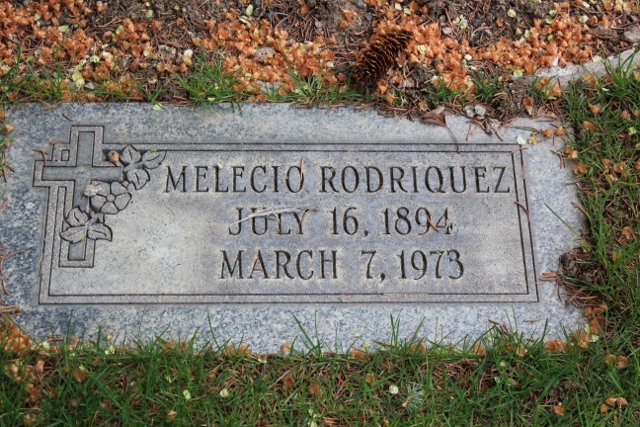 MELECIO RODRIQUEZ
JULY 16, 1894
MARCH 7, 1973